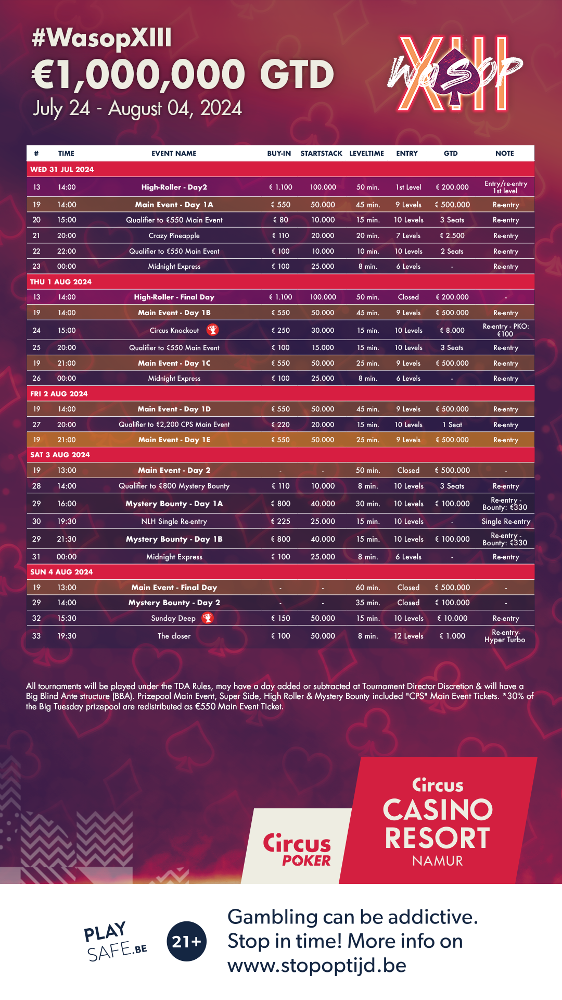 #WasopXIII
€1,000,000 GTD
July 24 - August 04, 2024
XIII
WaSOP
# TIME EVENT NAME BUY-IN STARTSTACK LEVELTIME ENTRY GTD NOTE
WED 31 JUL 2024
13 14:00 High-Roller - Day2 € 1.100 100.000 50 min. 1st Level € 200.000 Entry/re-entry 1st level
19 14:00 Main Event - Day 1A € 550 50.000 45 min. 9 Levels € 500.000 Re-entry
20 15:00 Qualifier to €550 Main Event € 80 10.000 15 min. 10 Levels 3 Seats Re-entry
21 20:00 Crazy Pineapple € 110 20.000 20 min. 7 Levels € 2.500 Re-entry
22 22:00 Qualifier to €550 Main Event € 100 10.000 10 min. 10 Levels 2 Seats Re-entry
23 00:00 Midnight Express € 100 25.000 8 min. 6 Levels - Re-entry
THU 1 AUG 2024
13 14:00 High-Roller - Final Day € 1.100 100.000 50 min. Closed € 200.000 -
19 14:00 Main Event - Day 1B € 550 50.000 45 min. 9 Levels € 500.000 Re-entry
24 15:00 Circus Knockout € 250 30.000 15 min. 10 Levels € 8.000 Re-entry - PKO: €100
25 20:00 Qualifier to €550 Main Event € 100 15.000 15 min. 10 Levels 3 Seats Re-entry
19 21:00 Main Event - Day 1C € 550 50.000 25 min. 9 Levels € 500.000 Re-entry
26 00:00 Midnight Express € 100 25.000 8 min. 6 Levels - Re-entry
FRI 2 AUG 2024
19 14:00 Main Event - Day 1D € 550 50.000 45 min. 9 Levels € 500.000 Re-entry
27 20:00 Qualifier to €2,200 CPS Main Event € 220 20.000 15 min. 10 Levels 1 Seat Re-entry
19 21:00 Main Event - Day 1E € 550 50.000 25 min. 9 Levels € 500.000 Re-entry
SAT 3 AUG 2024
19 13:00 Main Event - Day 2 - - 50 min. Closed € 500.000 -
28 14:00 Qualifier to €800 Mystery Bounty € 110 10.000 8 min. 10 Levels 3 Seats Re-entry
29 16:00 Mystery Bounty - Day 1A € 800 40.000 30 min. 10 Levels € 100.000 Re-entry - Bounty: €330
30 19:30 NLH Single Re-entry € 225 25.000 15 min. 10 Levels - Single Re-entry
29 21:30 Mystery Bounty - Day 1B € 800 40.000 15 min. 10 Levels € 100.000 Re-entry - Bounty: €330
31 00:00 Midnight Express € 100 25.000 8 min. 6 Levels - Re-entry
SUN 4 AUG 2024
19 13:00 Main Event - Final Day - - 60 min. Closed € 500.000 -
29 14:00 Mystery Bounty - Day 2 - - 35 min. Closed € 100.000 -
32 15:30 Sunday Deep € 150 50.000 15 min. 10 Levels € 10.000 Re-entry
33 19:30 The closer € 100 50.000 8 min. 12 Levels € 1.000 Re-entry- Hyper Turbo
All tournaments will be played under the TDA Rules, may have a day added or subtracted at Tournament Director Discretion & will have a
Big Blind Ante structure (BBA). Prizepool Main Event, Super Side, High Roller & Mystery Bounty included "CPS" Main Event Tickets. *30% of
the Big Tuesday prizepool are redistributed as €550 Main Event Ticket.
Circus
POKER
Circus
CASINO
RESORT
NAMUR
PLAY
SAFE.BE
21+
Gambling can be addictive.
Stop in time! More info on
www.stopoptijd.be